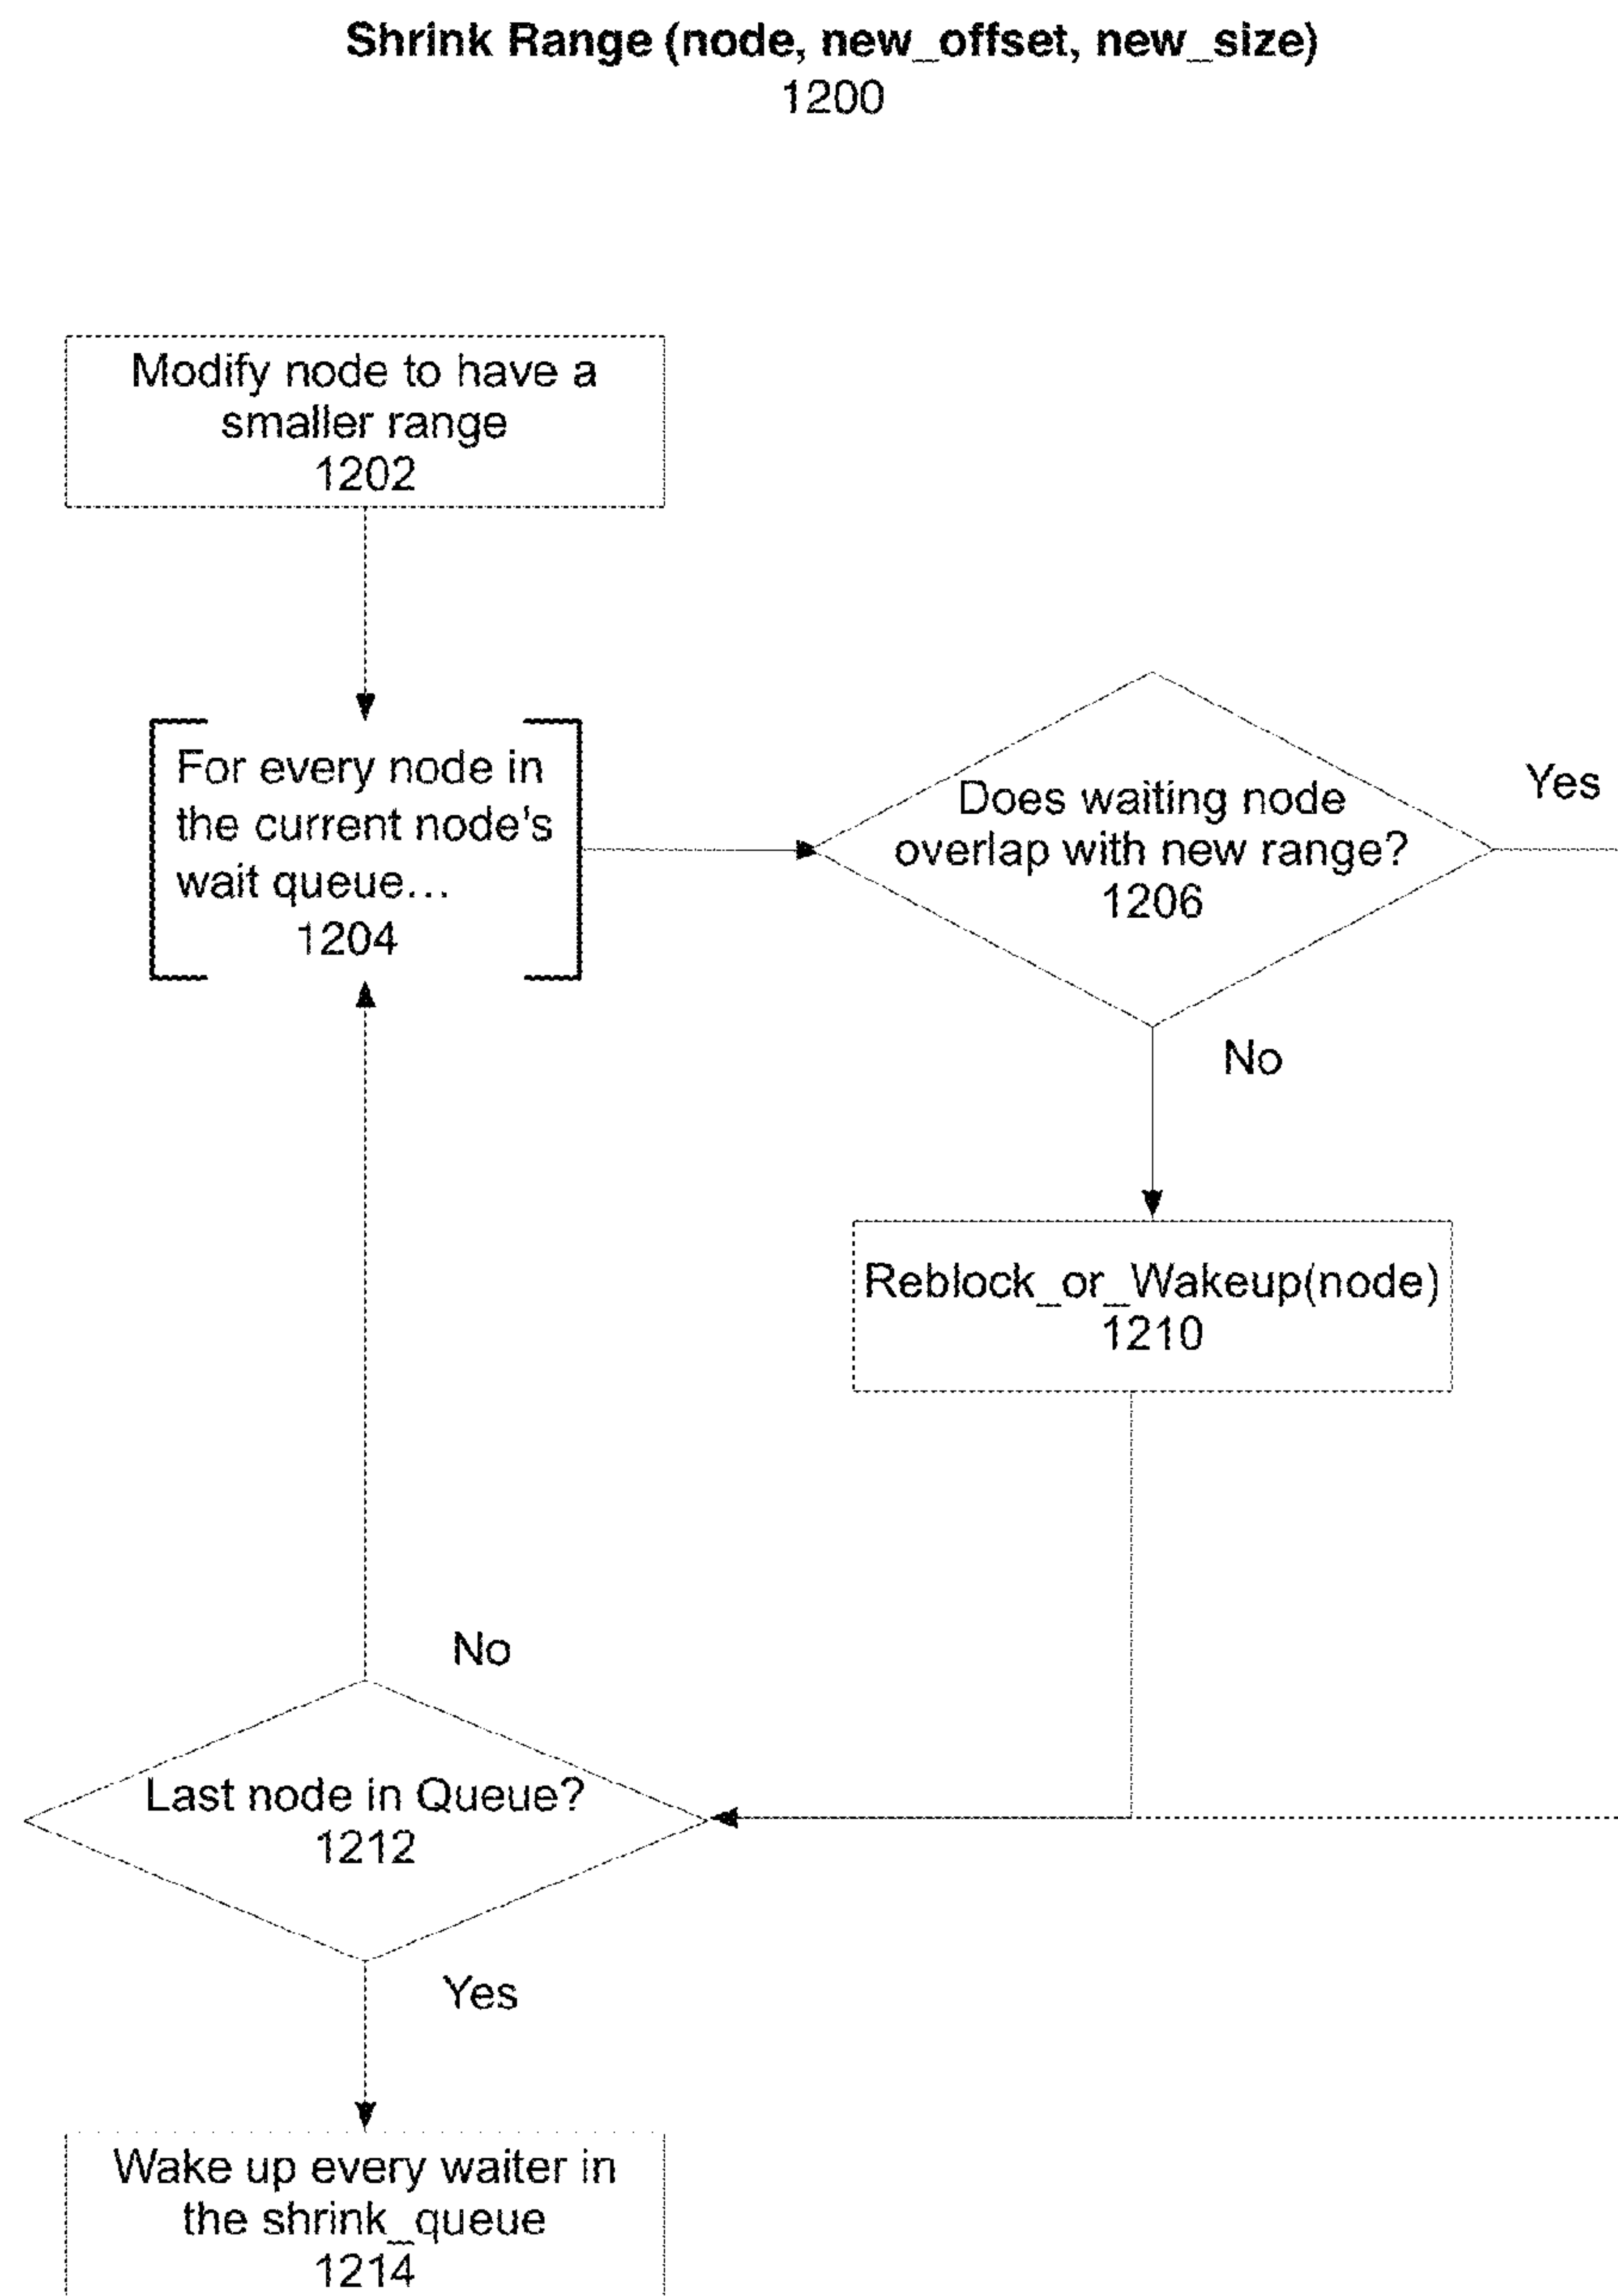 Shrink Range (node, new_offset, new_size)
1200
Modify node to have a
smaller range
1202
For every node in
the current node's
wait queue...
1204
Does waiting node
overlap with new range?
1206
Yes
No
Reblock_or_Wakeup(node)
1210
No
Last node in Queue?
1212
Yes
Wake up every waiter in
the shrink_queue
1214